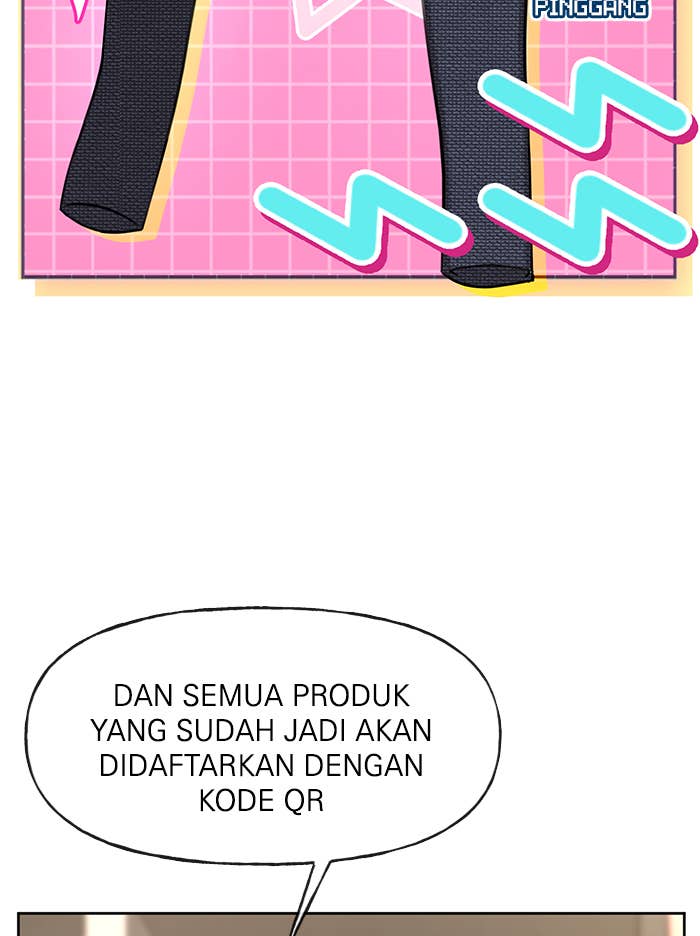 PINGGANG
DAN SEMUA PRODUK
YANG SUDAH JADI AKAN
DIDAFTARKAN DENGAN
KODE QR